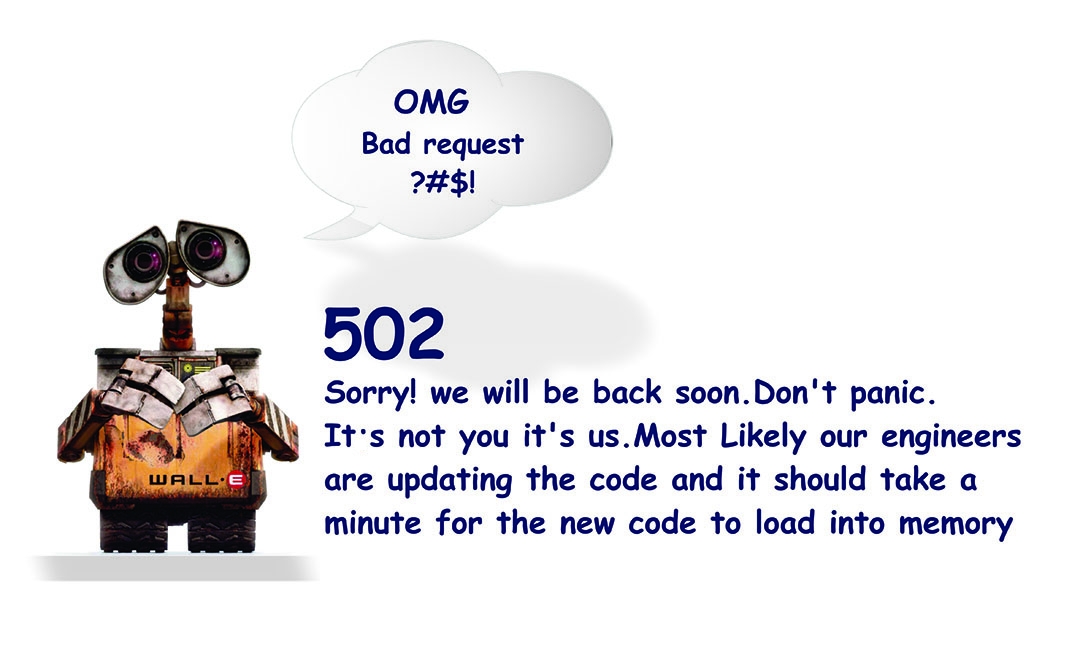 OMG
Bad request
?#$!
502
Sorry! we will be back soon.Don't panic.
It·s not you it's us.Most Likely our engineers
are updating the code and it should take a
minute for the new code to load into memory
WALL·E